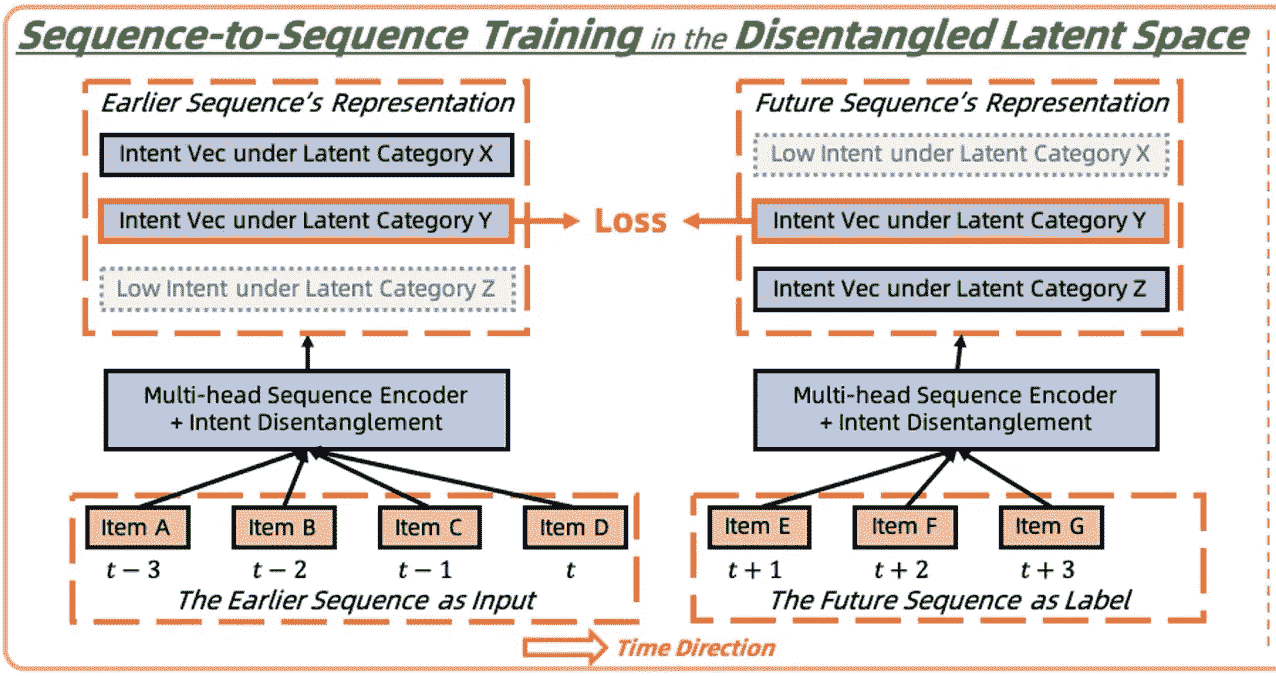 Sequence-to-Sequence Training in the Disentangled Latent Space
Earlier Sequence's Representation
Intent Vec under Latent Category X
Intent Vec under Latent Category Y
Low Intent under Latent Category Z
Loss
Future Sequence's Representation
Low Intent under Latent Category X
Intent Vec under Latent Category Y
Intent Vec under Latent Category Z
Multi-head Sequence Encoder
+ Intent Disentanglement
Multi-head Sequence Encoder
+ Intent Disentanglement
Item A Item B Item C Item D
t − 3 t − 2 t − 1 t
The Earlier Sequence as Input
Item E Item F Item G
t + 1 t + 2 t + 3
The Future Sequence as Label
Time Direction